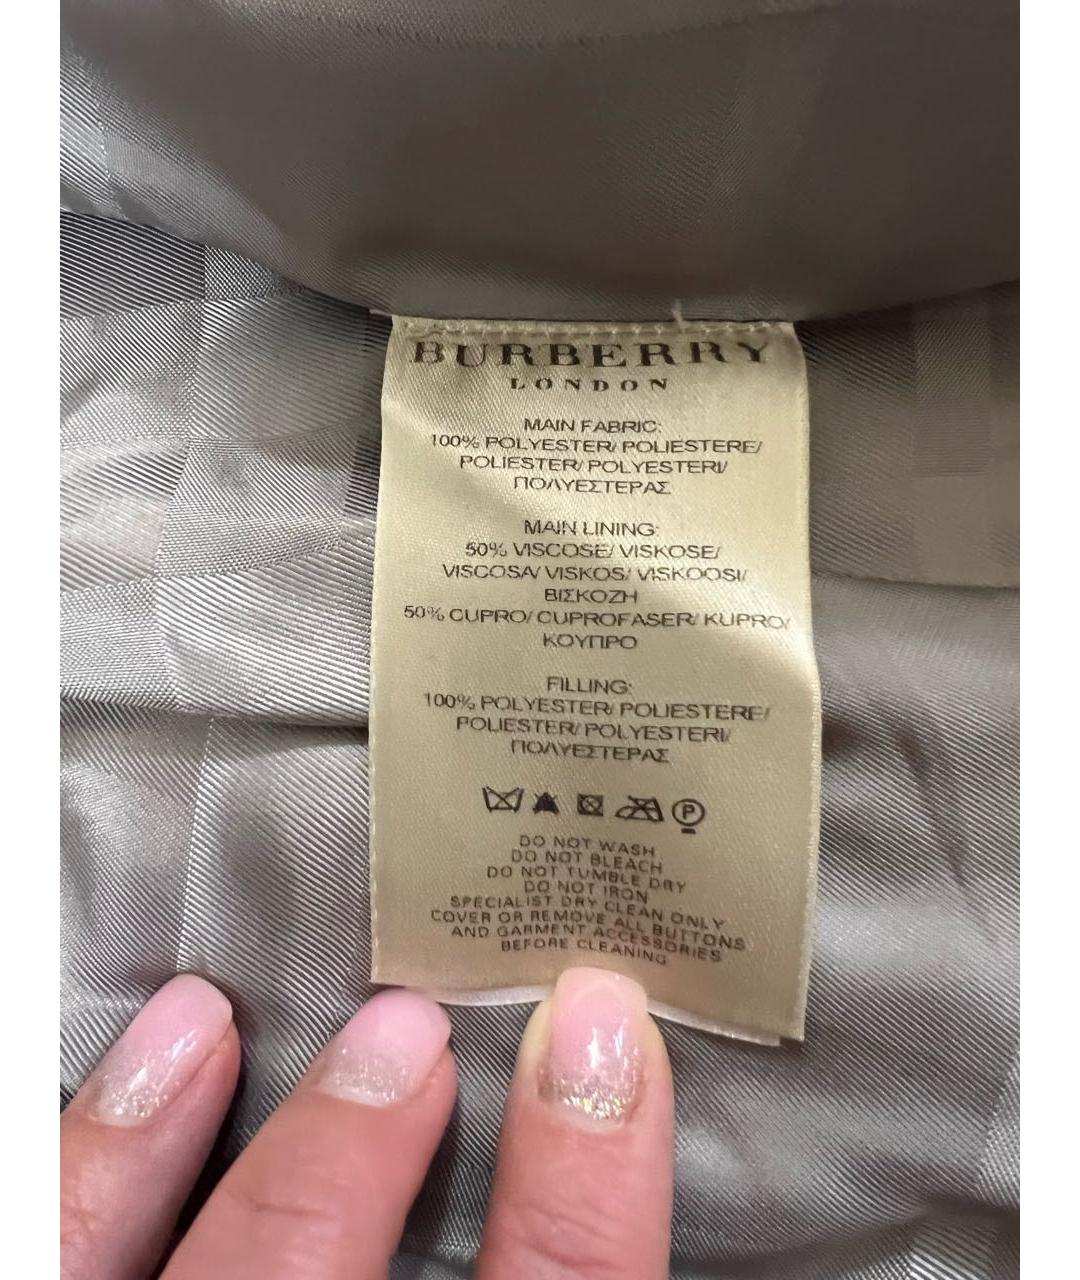 BURBERRY
LONDON
MAIN FABRIC:
100% POLYESTER/ POLIESTERE/
POLIESTER/ POLYESTERI/
ΠΟΛΥΕΣΤΕΡΑΣ
MAIN LINING:
50% VISCOSE/ VISKOSE/
VISCOSA/ VISKOS/ VISKOOSI/
ΒΙΣΚΟΖΗ
50% CUPRO/ CUPROFASER/ KUPRO/
ΚΟΥΠΡΟ
FILLING:
100% POLYESTER/ POLIESTERE/
POLIESTER/ POLYESTERI/
ΠΟΛΥΕΣΤΕΡΑΣ
P
DO NOT WASH
DO NOT BLEACH
DO NOT TUMBLE DRY
DO NOT IRON
SPECIALIST DRY CLEAN ONLY
COVER OR REMOVE ALL BUTTONS
AND GARMENT ACCESSORIES
BEFORE CLEANING